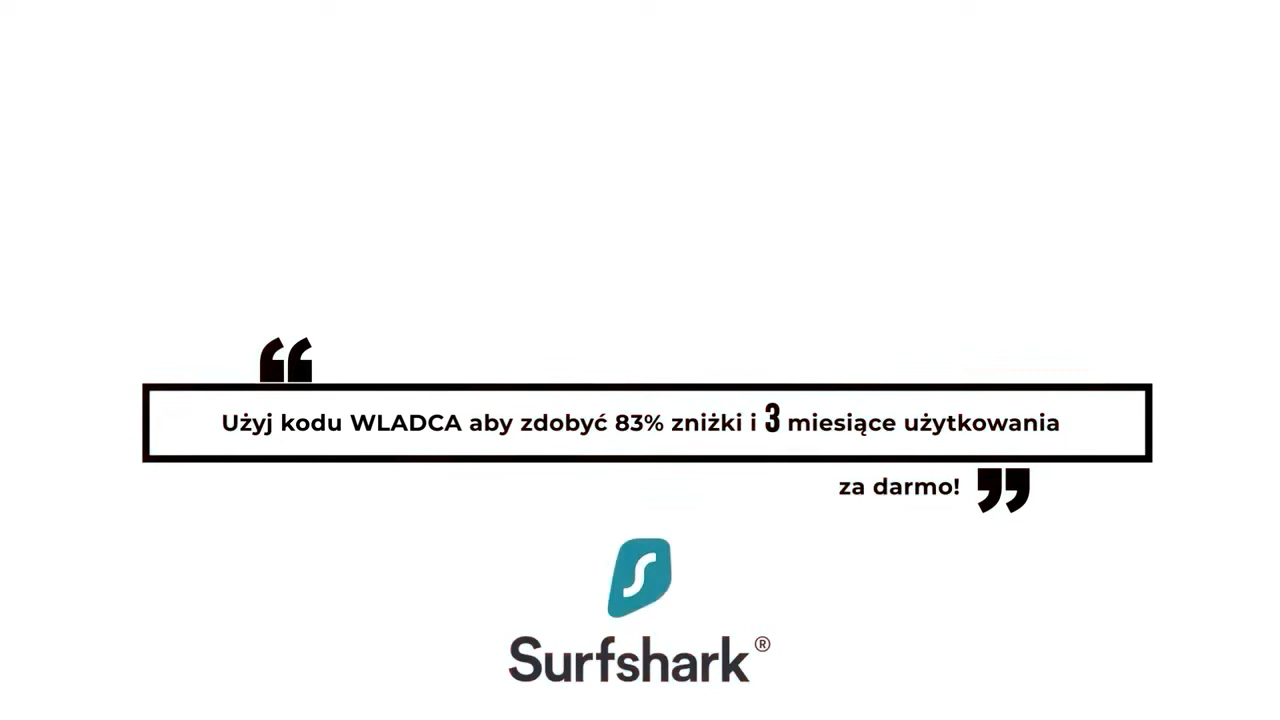 Użyj kodu WLADCA aby zdobyć 83% zniżki i 3 miesiące użytkowania
za darmo!
Surfshark®